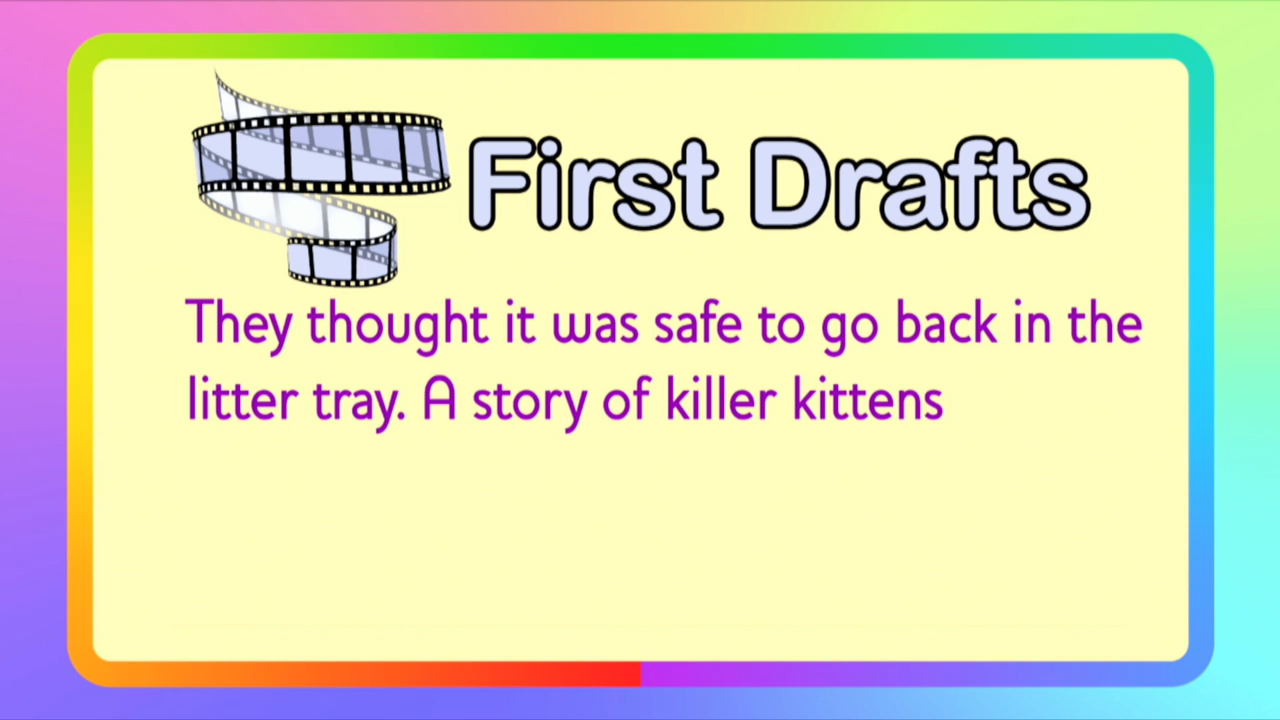 First Drafts
They thought it was safe to go back in the
litter tray. A story of killer kittens